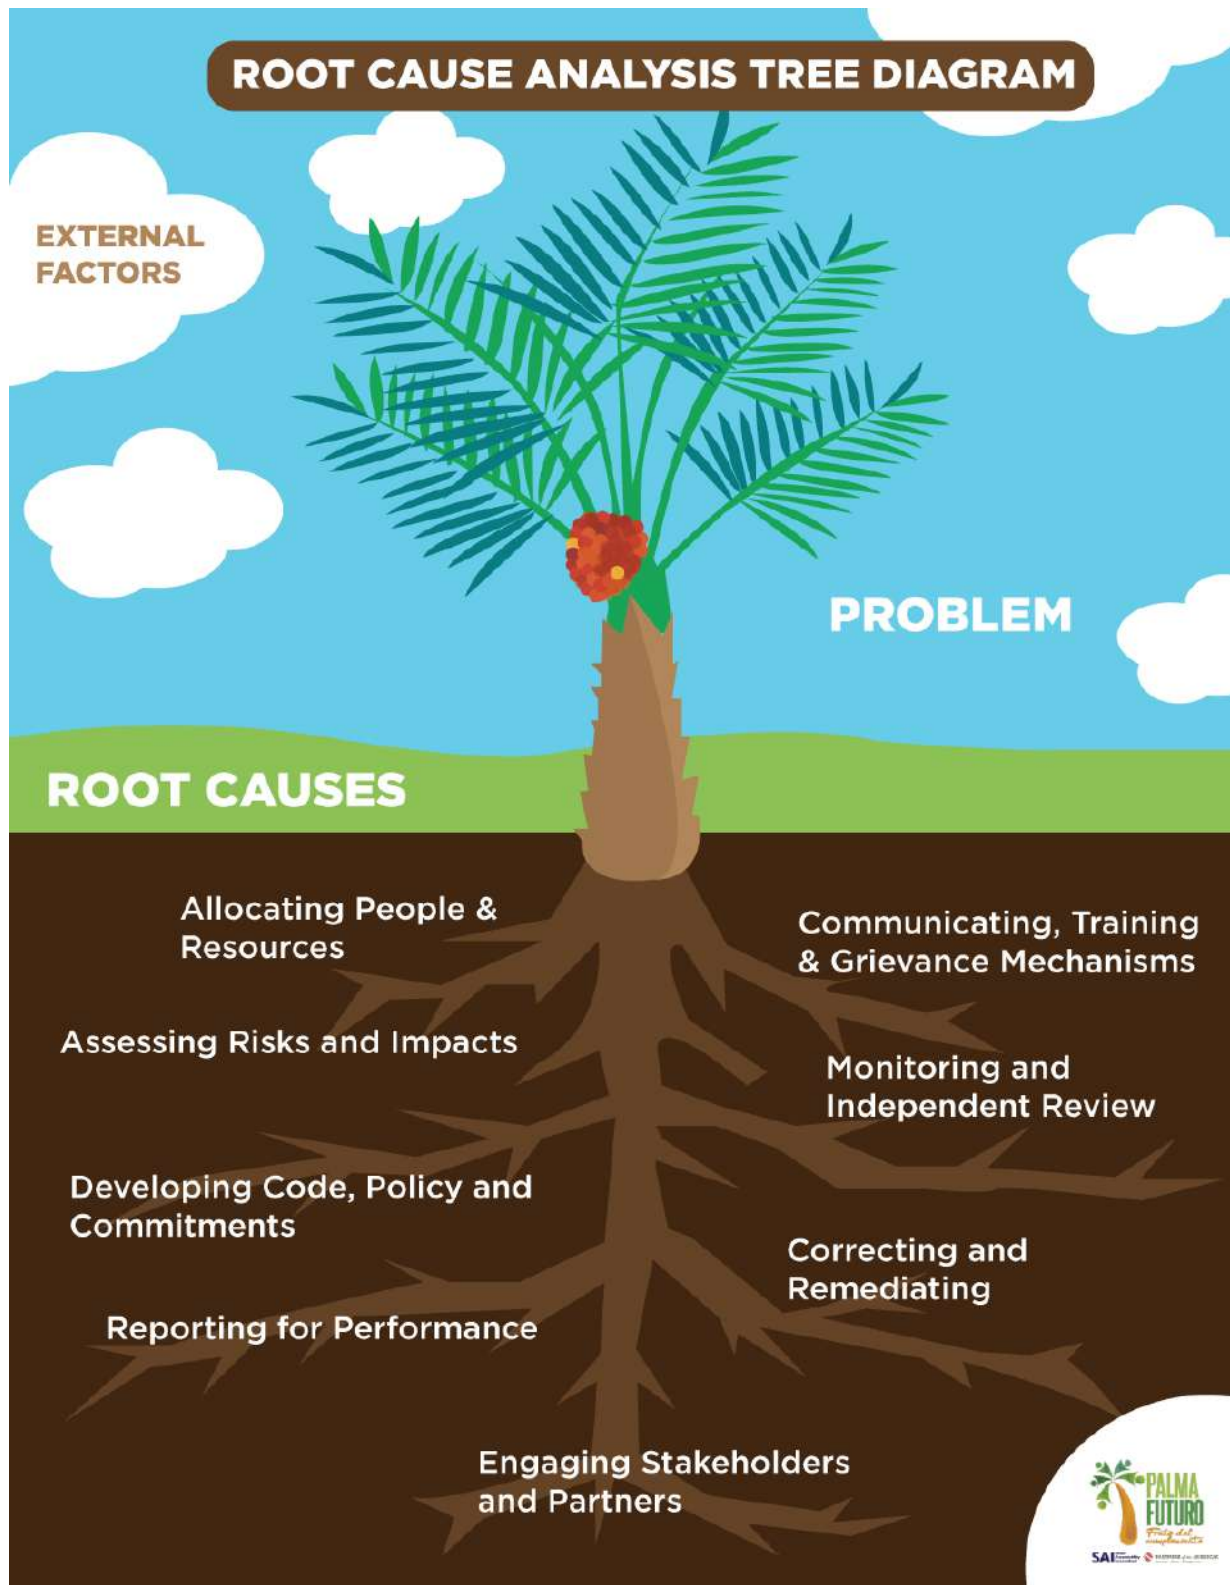 ROOT CAUSE ANALYSIS TREE DIAGRAM
EXTERNAL
FACTORS
PROBLEM
ROOT CAUSES
Allocating People &
Resources
Communicating, Training
& Grievance Mechanisms
Assessing Risks and Impacts
Monitoring and
Independent Review
Developing Code, Policy and
Commitments
Correcting and
Remediating
Reporting for Performance
Engaging Stakeholders
and Partners
PALMA
FUTURO
SAI